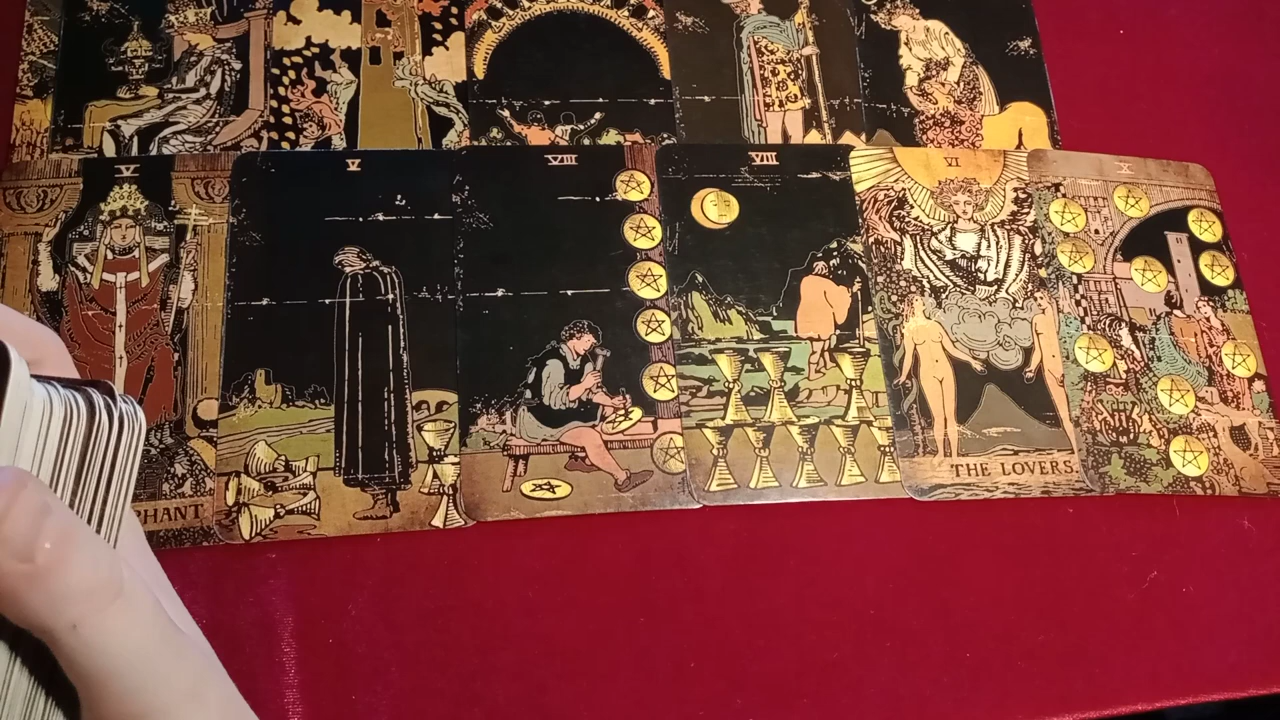 V
V
VIII
VIII
VI
X
PHANT
THE LOVERS.